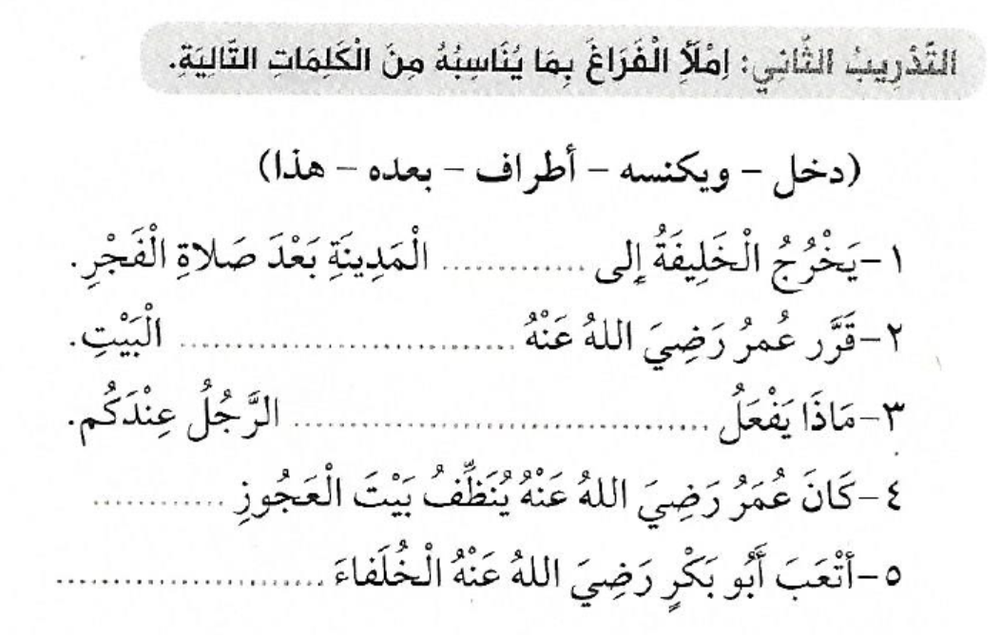 التَّدْرِيبُ الثَّانِي: اِمْلَأِ الْفَرَاغَ بِمَا يُنَاسِبُهُ مِنَ الْكَلِمَاتِ التَّالِيَةِ.
(دخل – ويكنسه – أطراف – بعده – هذا)
١-يَخْرُجُ الْخَلِيفَةُ إِلى ............. الْمَدِينَةِ بَعْدَ صَلاةِ الْفَجْرِ.
٢-قَرَّر عُمرُ رَضِيَ اللهُ عَنْهُ ............................... الْبَيْتِ.
٣-مَاذَا يَفْعَلُ ...................................... الرَّجُلُ عِنْدَكُم.
٤-كَانَ عُمَرُ رَضِيَ اللهُ عَنْهُ يُنَظِّفُ بَيْتَ الْعَجُوزِ ............
٥-أتْعَبَ أَبُو بَكْرٍ رَضِيَ اللهُ عَنْهُ الْخُلَفاءَ .........................